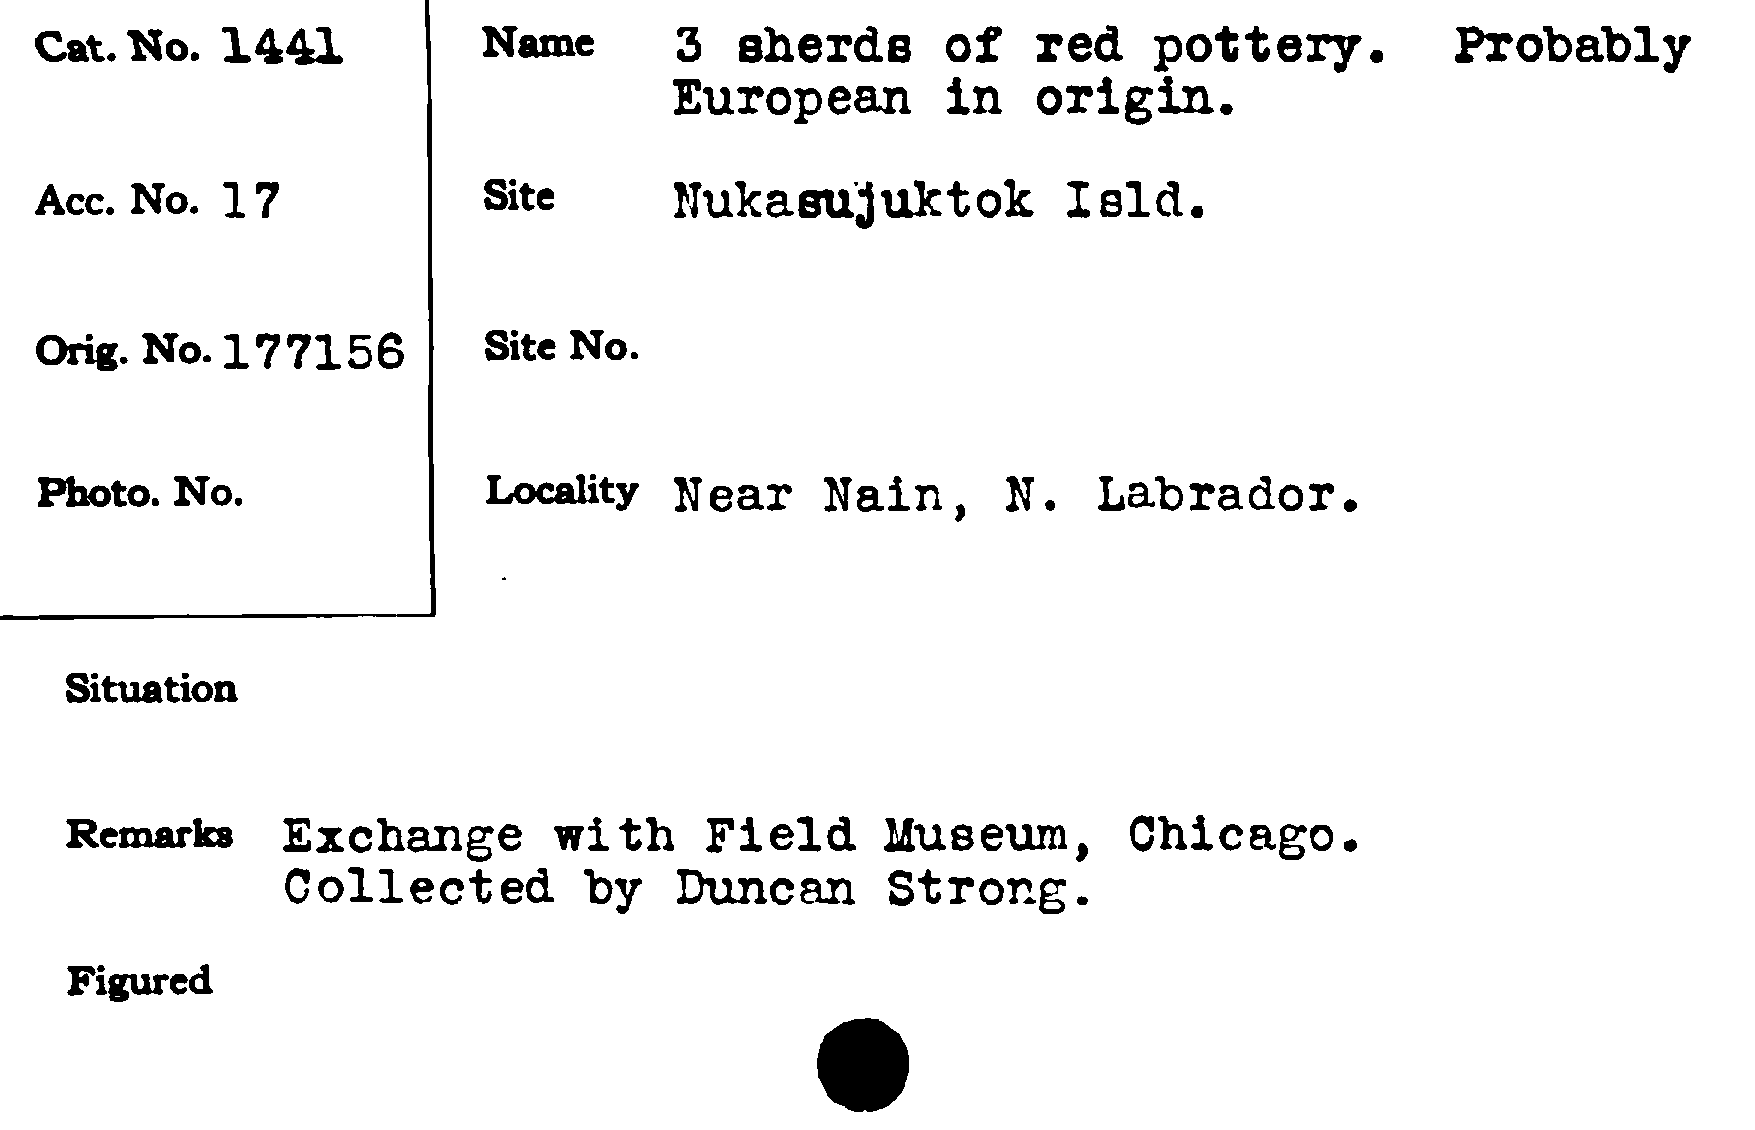 Cat. No. 1441
Name 3 sherds of red pottery. Probably
European in origin.
Acc. No. 17
Site Nukasujuktok Isld.
Orig. No. 177156
Site No.
Photo. No.
Locality Near Nain, N. Labrador.
Situation
Remarks Exchange with Field Museum, Chicago.
Collected by Duncan Strong.
Figured